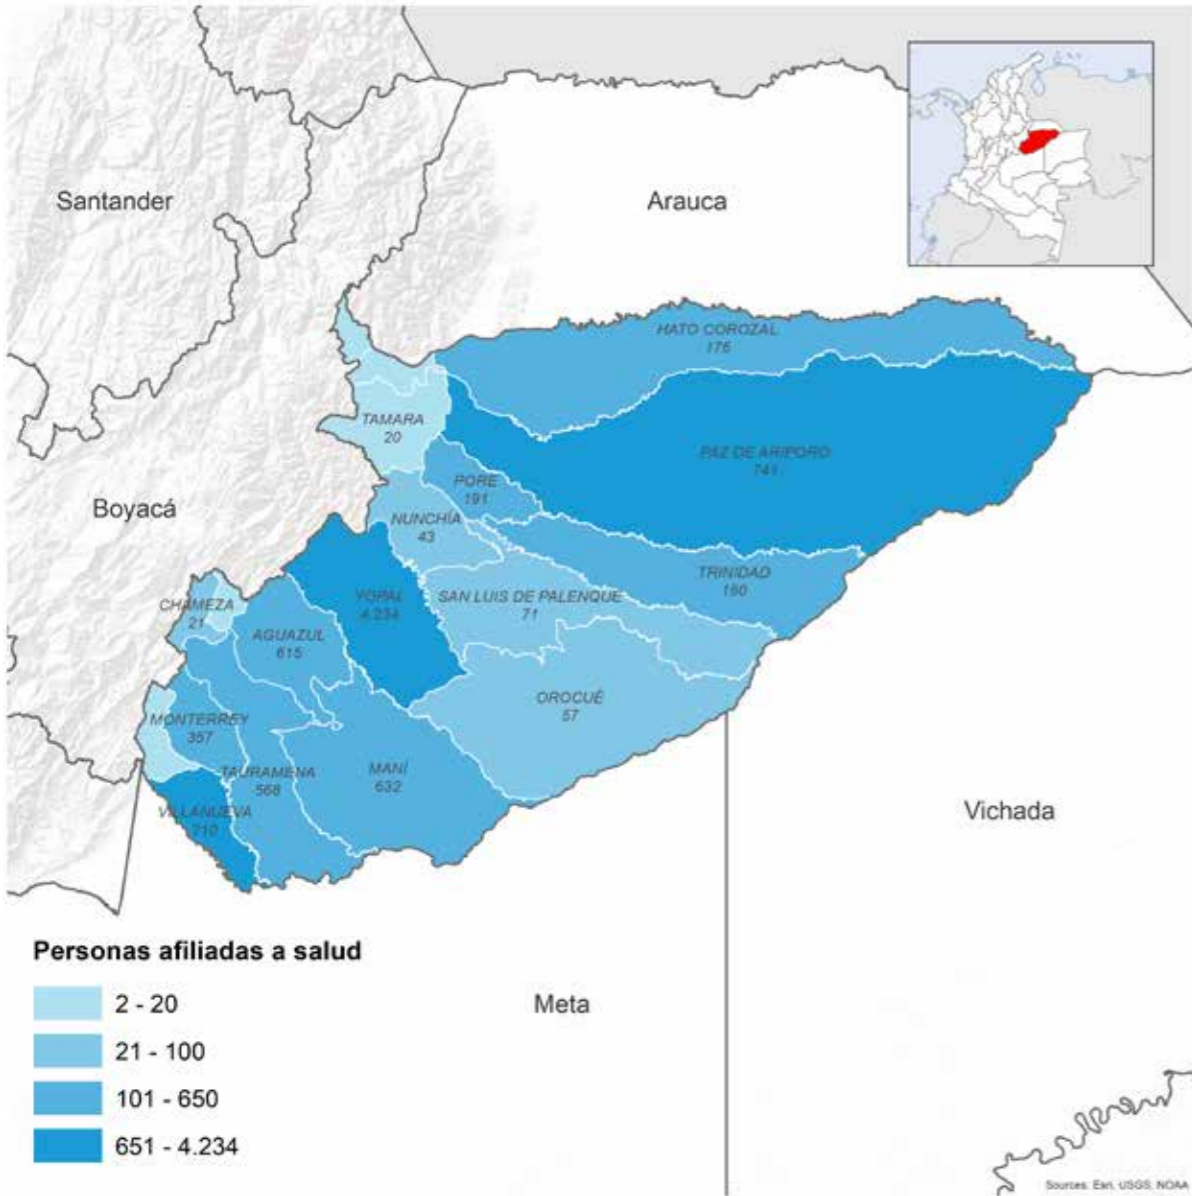 Santander
Arauca
HATO COROZAL
176
TAMARA
20
PAZ DE ARIPORO
741
PORE
191
Boyacá
NUNCHÍA
43
TRINIDAD
YOPAL
4.234
SAN LUIS DE PALENQUE
71
CHÁMEZA
21
AGUAZUL
615
OROCUÉ
57
MONTERREY
357
TAURAMENA
568
MANÍ
632
VILLANUEVA
710
Vichada
Personas afiliadas a salud
2 - 20
21 - 100
101 - 650
651 - 4.234
Meta
Sources: Esri, USGS, NOAA